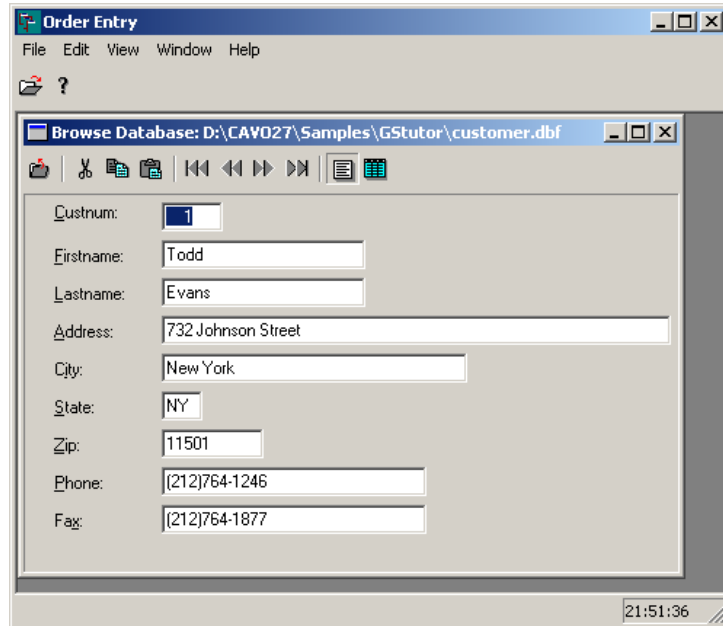 Order Entry
File Edit View Window Help
?
Browse Database: D:\CAVO27\Samples\GStutor\customer.dbf
Custnum: 1
Firstname: Todd
Lastname: Evans
Address: 732 Johnson Street
City: New York
State: NY
Zip: 11501
Phone: (212)764-1246
Fax: (212)764-1877
21:51:36